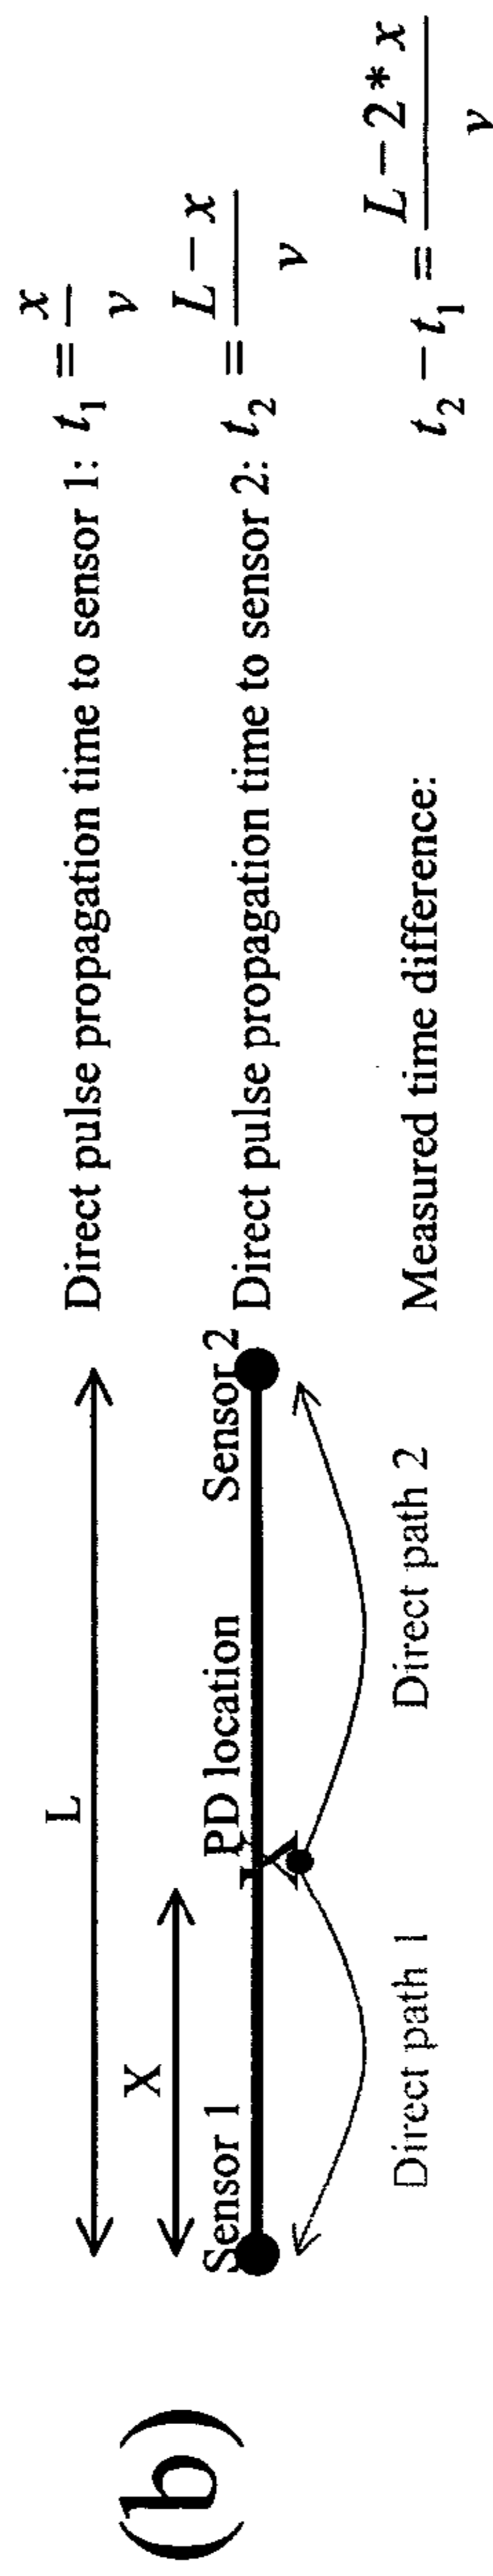 (b)
L
X
Sensor 1 PD location Sensor 2
Direct path 1 Direct path 2
Direct pulse propagation time to sensor 1: t₁ = x/v
Direct pulse propagation time to sensor 2: t₂ = L − x/v
Measured time difference: t₂ − t₁ = L − 2 * x/v